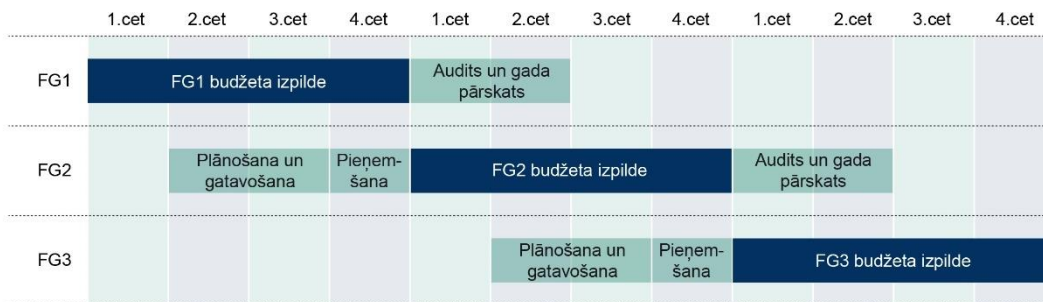 1.cet 2.cet 3.cet 4.cet 1.cet 2.cet 3.cet 4.cet 1.cet 2.cet 3.cet 4.cet
FG1
FG1 budžeta izpilde
Audits un gada
pārskats
FG2
Plānošana un
gatavošana
Pieņem-
šana
FG2 budžeta izpilde
Audits un gada
pārskats
FG3
Plānošana un
gatavošana
Pieņem-
šana
FG3 budžeta izpilde